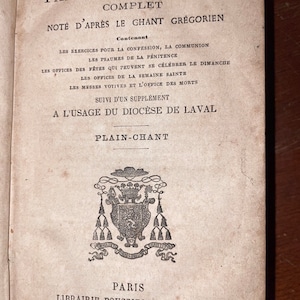 COMPLET
NOTÉ D'APRÈS LE CHANT GRÉGORIEN
Contenant
LES EXERCICES POUR LA CONFESSION, LA COMMUNION
LES PSAUMES DE LA PÉNITENCE
LES OFFICES DES FÊTES QUI PEUVENT SE CÉLÉBRER LE DIMANCHE
LES OFFICES DE LA SEMAINE SAINTE
LES MESSES VOTIVES ET L'OFFICE DES MORTS
SUIVI D'UN SUPPLÉMENT
A L'USAGE DU DIOCÈSE DE LAVAL
PLAIN-CHANT
PARIS
LIBRAIRIE